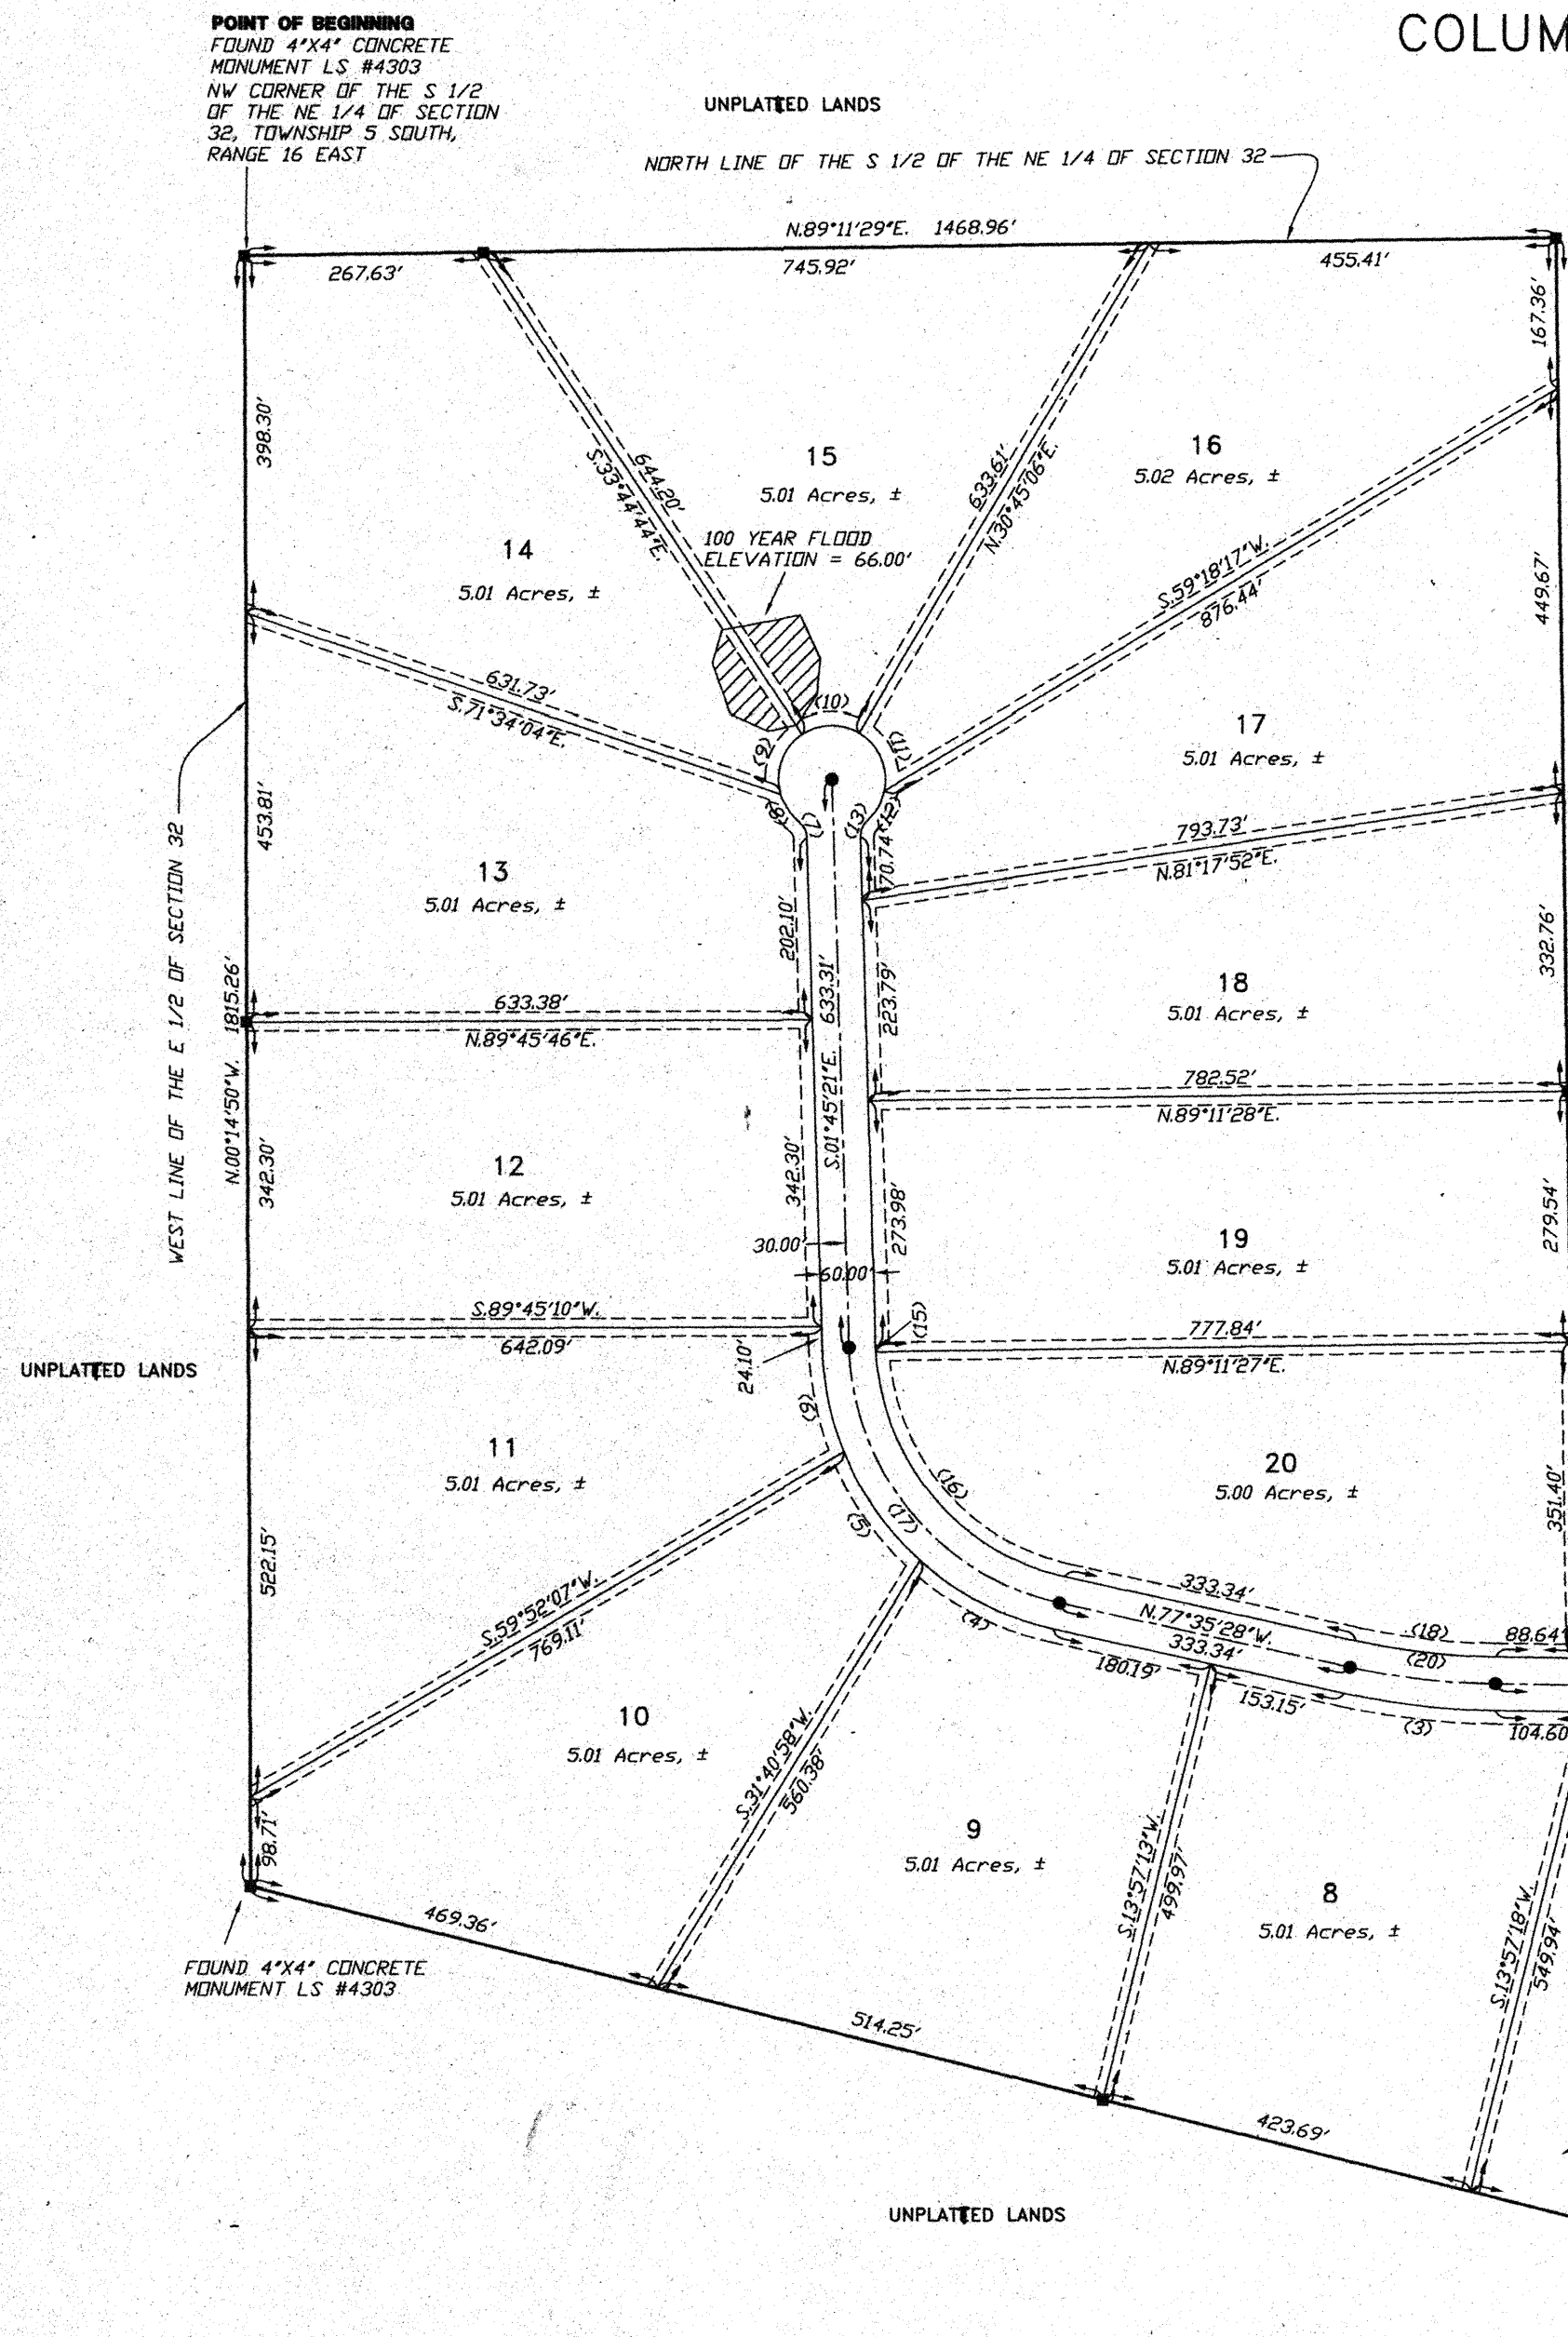 COLUM
POINT OF BEGINNING
FOUND 4"X4" CONCRETE
MONUMENT LS #4303
NW CORNER OF THE S 1/2
OF THE NE 1/4 OF SECTION
32, TOWNSHIP 5 SOUTH,
RANGE 16 EAST
UNPLATTED LANDS
NORTH LINE OF THE S 1/2 OF THE NE 1/4 OF SECTION 32
N.89°11'29"E. 1468.96'
267.63'
745.92'
455.41'
167.36'
398.30'
644.20'
S.33°44'44"E.
15
5.01 Acres, ±
100 YEAR FLOOD
ELEVATION = 66.00'
633.61'
N.30°45'06"E.
16
5.02 Acres, ±
S.59°18'17"W.
876.44'
449.67'
14
5.01 Acres, ±
631.73'
S.71°34'04"E.
(10)
(9)
(11)
(8)
(7)
(13)
(12)
17
5.01 Acres, ±
793.73'
N.81°17'52"E.
70.74'
WEST LINE OF THE E 1/2 OF SECTION 32
453.81'
13
5.01 Acres, ±
202.10'
633.31'
S.01°45'21"E.
223.79'
18
5.01 Acres, ±
332.76'
N.00°14'50"W. 1815.26'
633.38'
N.89°45'46"E.
782.52'
N.89°11'28"E.
342.30'
12
5.01 Acres, ±
342.30'
30.00'
60.00'
273.98'
19
5.01 Acres, ±
279.54'
S.89°45'10"W.
642.09'
24.10'
(15)
777.84'
N.89°11'27"E.
UNPLATTED LANDS
(6)
11
5.01 Acres, ±
522.15'
(5)
(17)
(16)
20
5.00 Acres, ±
351.40'
S.59°52'07"W.
769.11'
(4)
333.34'
N.77°35'28"W.
333.34'
180.19'
153.15'
(18)
(20)
(3)
88.64'
104.60
10
5.01 Acres, ±
S.31°40'58"W.
560.38'
98.71'
9
5.01 Acres, ±
S.13°57'13"W.
499.97'
8
5.01 Acres, ±
S.13°57'18"W.
549.94'
469.36'
FOUND 4"X4" CONCRETE
MONUMENT LS #4303
514.25'
423.69'
UNPLATTED LANDS